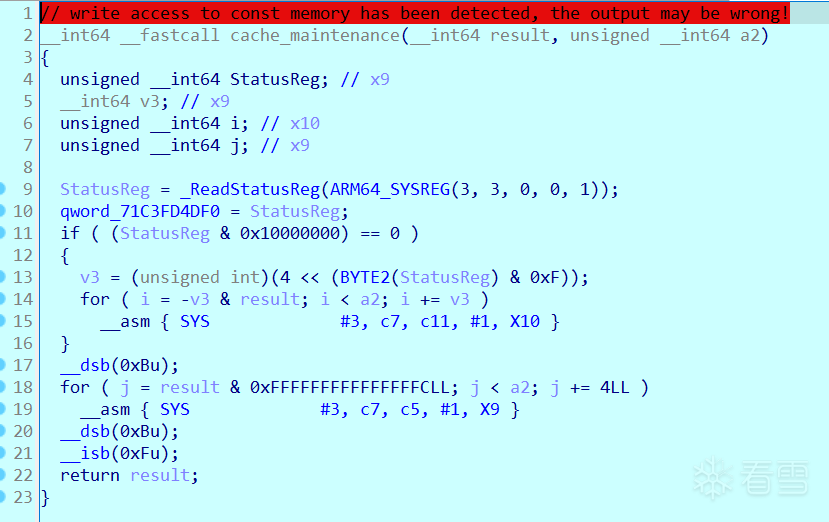 1 // write access to const memory has been detected, the output may be wrong!
2 __int64 __fastcall cache_maintenance(__int64 result, unsigned __int64 a2)
3 {
4   unsigned __int64 StatusReg; // x9
5   __int64 v3; // x9
6   unsigned __int64 i; // x10
7   unsigned __int64 j; // x9
8
9   StatusReg = _ReadStatusReg(ARM64_SYSREG(3, 3, 0, 0, 1));
10   qword_71C3FD4DF0 = StatusReg;
11   if ( (StatusReg & 0x10000000) == 0 )
12   {
13     v3 = (unsigned int)(4 << (BYTE2(StatusReg) & 0xF));
14     for ( i = -v3 & result; i < a2; i += v3 )
15       __asm { SYS             #3, c7, c11, #1, X10 }
16   }
17   __dsb(0xBu);
18   for ( j = result & 0xFFFFFFFFFFFFFFFCLL; j < a2; j += 4LL )
19     __asm { SYS             #3, c7, c5, #1, X9 }
20   __dsb(0xBu);
21   __isb(0xFu);
22   return result;
23 }
看雪